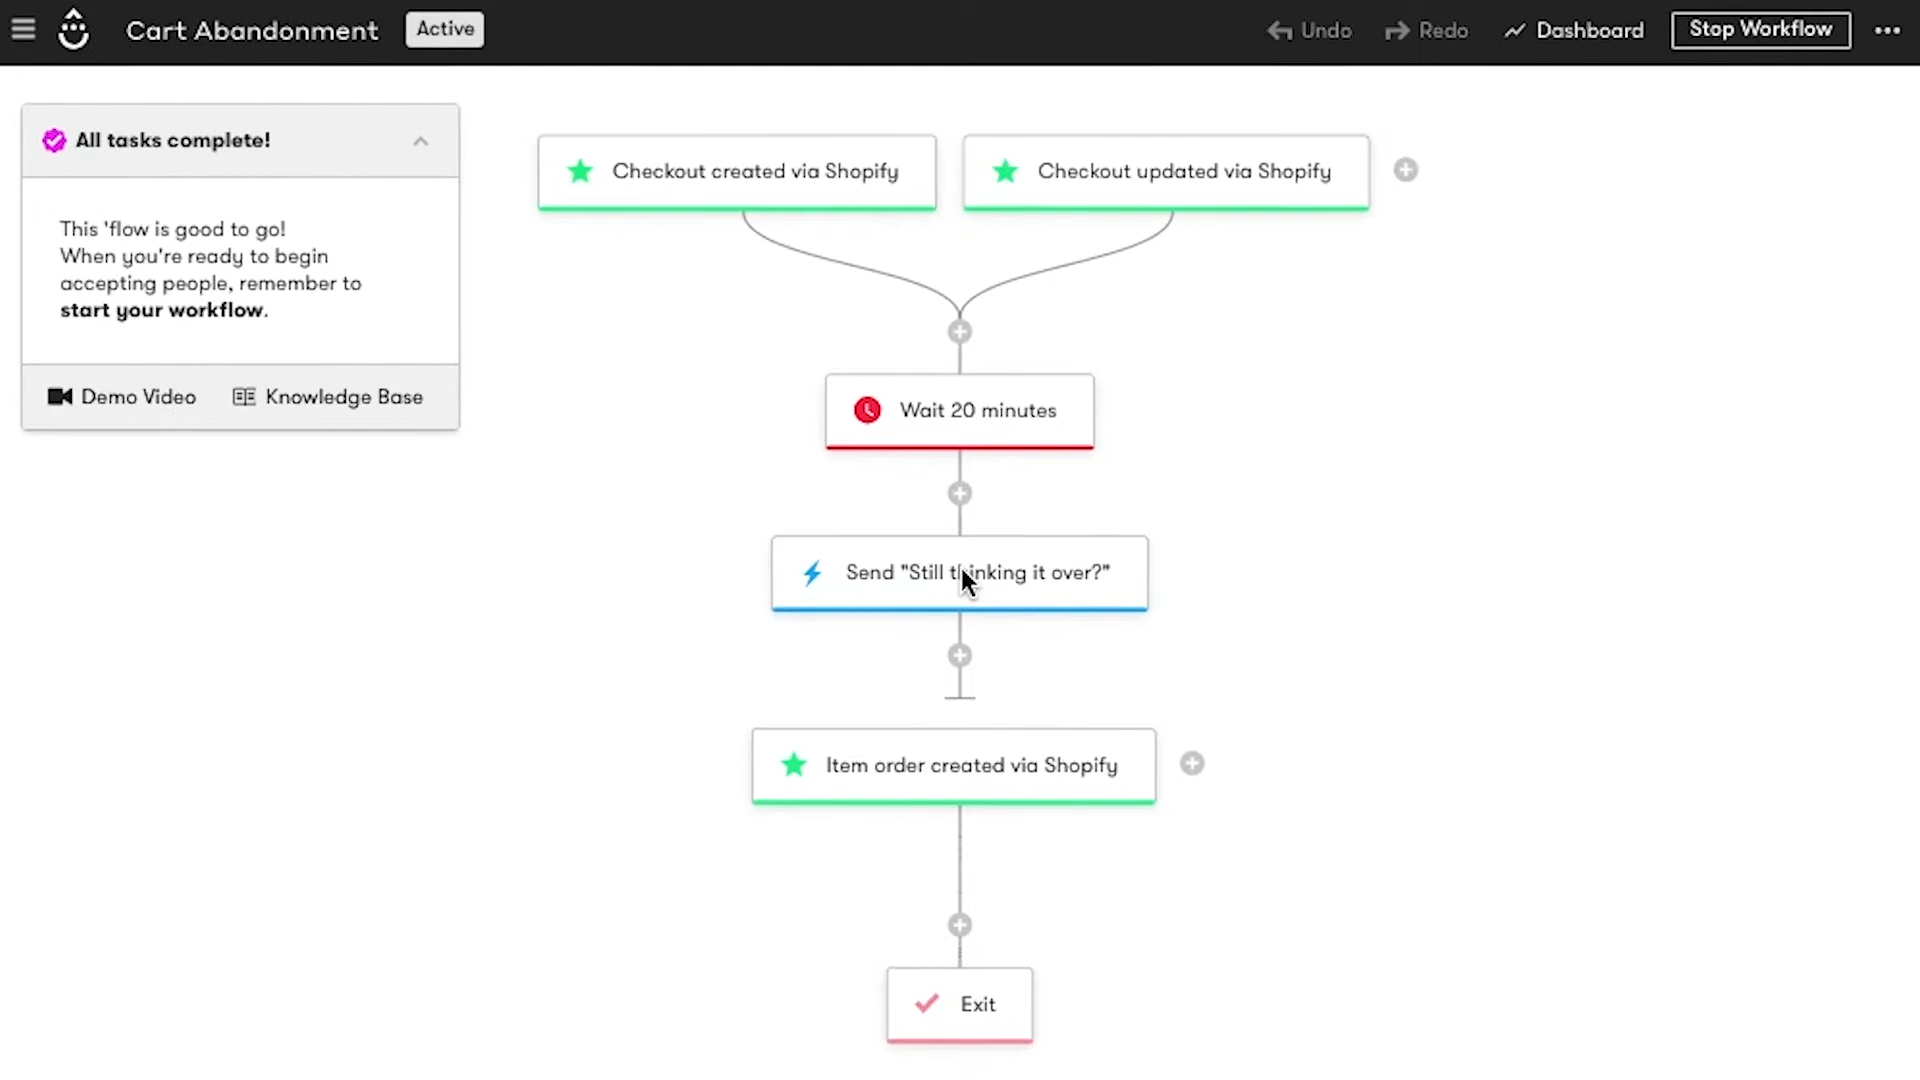 Cart Abandonment
Active
Undo
Redo
Dashboard
Stop Workflow
All tasks complete!
This 'flow is good to go!
When you're ready to begin
accepting people, remember to
start your workflow.
Demo Video
Knowledge Base
Checkout created via Shopify
Checkout updated via Shopify
Wait 20 minutes
Send "Still thinking it over?"
Item order created via Shopify
Exit